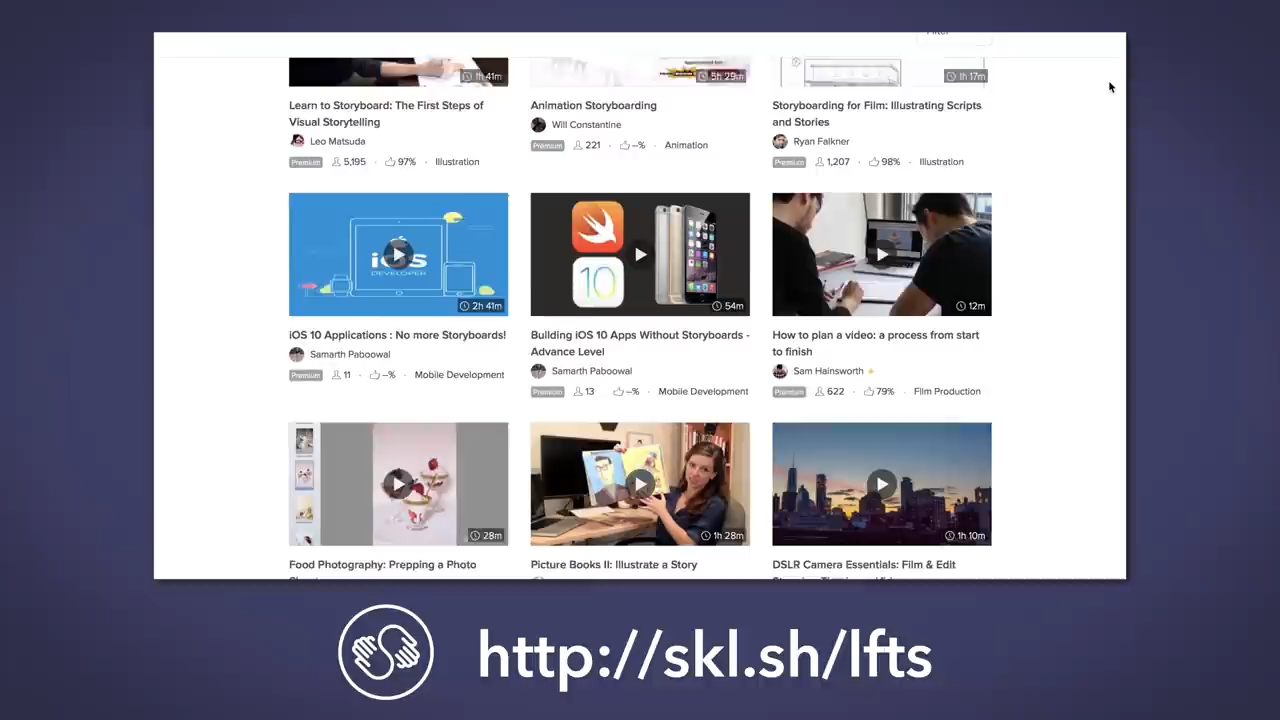 1h 41m
5h 29m
1h 17m
Learn to Storyboard: The First Steps of
Visual Storytelling
Leo Matsuda
Premium 5,195 · 97% · Illustration
Animation Storyboarding
Will Constantine
Premium 221 · –% · Animation
Storyboarding for Film: Illustrating Scripts
and Stories
Ryan Falkner
Premium 1,207 · 98% · Illustration
iOS
DEVELOPER
2h 41m
10
54m
12m
iOS 10 Applications : No more Storyboards!
Samarth Paboowal
Premium 11 · –% · Mobile Development
Building iOS 10 Apps Without Storyboards -
Advance Level
Samarth Paboowal
Premium 13 · –% · Mobile Development
How to plan a video: a process from start
to finish
Sam Hainsworth
Premium 622 · 79% · Film Production
28m
1h 28m
1h 10m
Food Photography: Prepping a Photo
Picture Books II: Illustrate a Story
DSLR Camera Essentials: Film & Edit
http://skl.sh/lfts